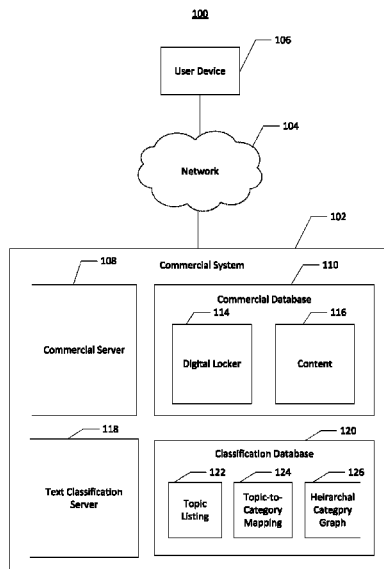 100
106
User Device
104
Network
102
Commercial System
108
110
Commercial Server
Commercial Database
114
116
Digital Locker
Content
118
120
Text Classification
Server
Classification Database
122
124
126
Topic
Listing
Topic-to-
Category
Mapping
Heirarchal
Categpry
Graph